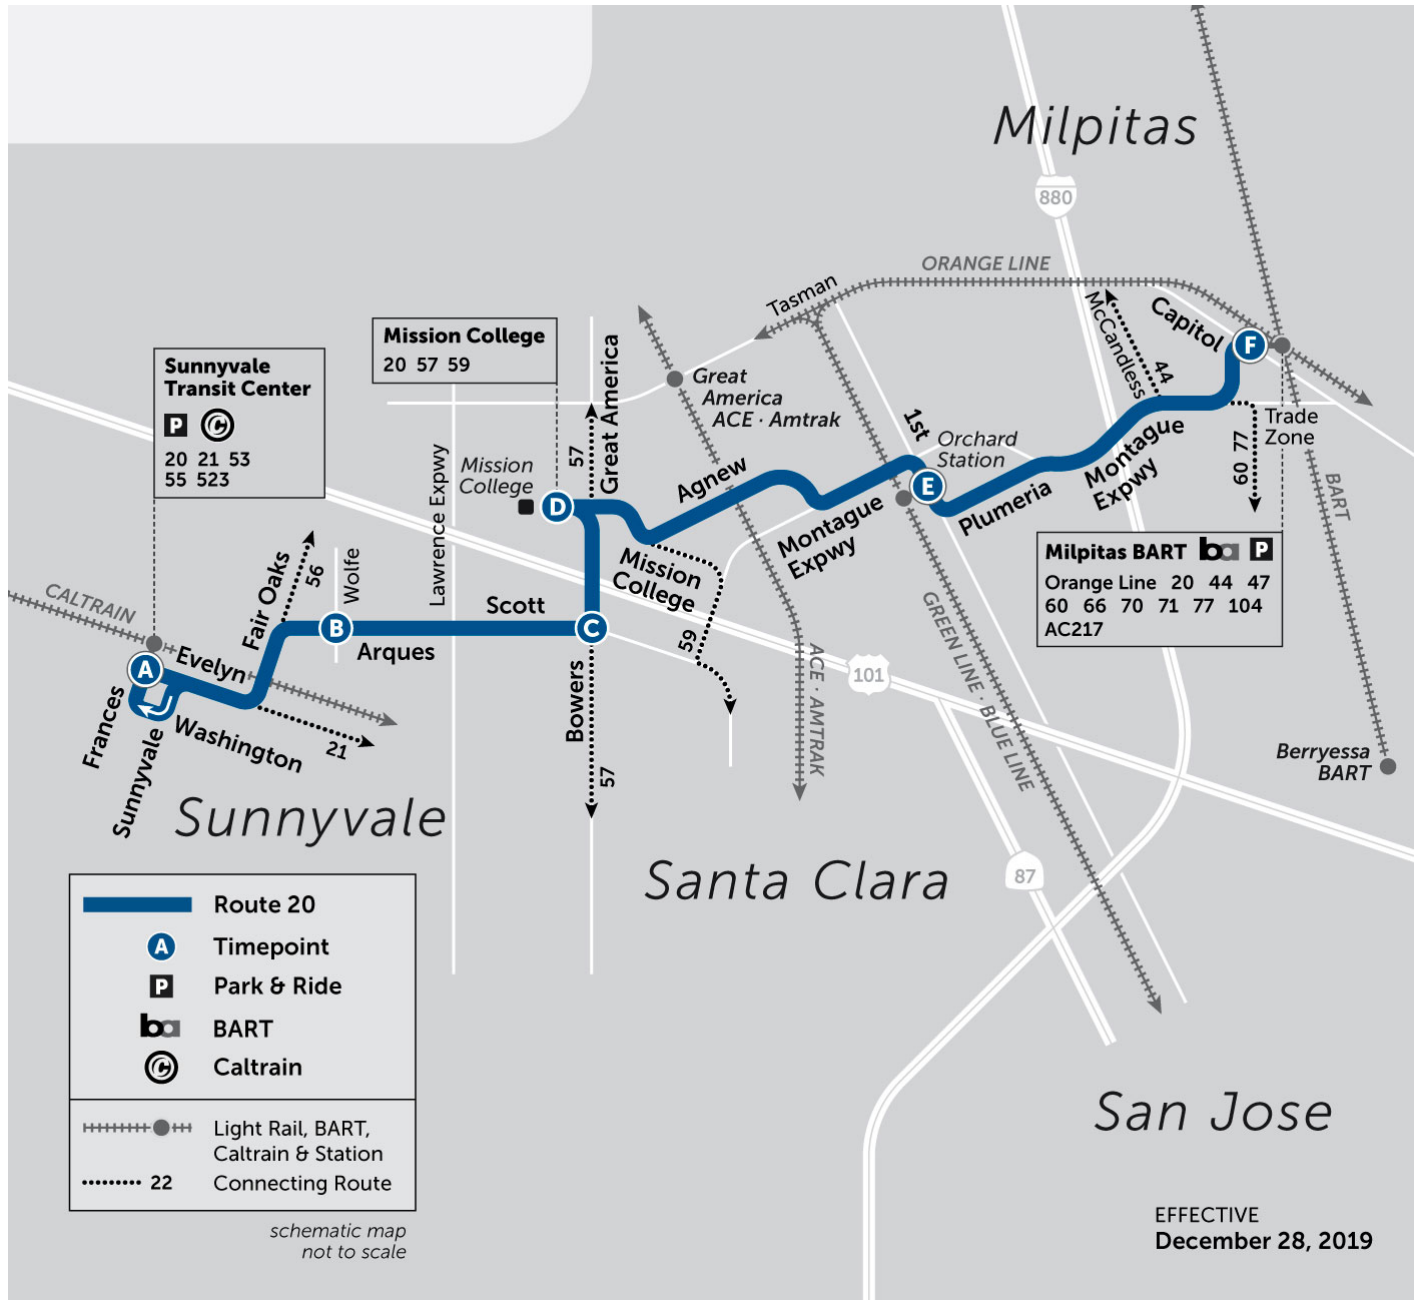 Milpitas
880
ORANGE LINE
Tasman
McCandless
44
Capitol
F
Mission College
20 57 59
Sunnyvale
Transit Center
P
C
20 21 53
55 523
Great America
57
Great
America
ACE · Amtrak
1st
Orchard
Station
Trade
Zone
60 77
BART
Lawrence Expwy
Mission
College
D
Agnew
E
Montague
Expwy
Plumeria
Montague
Expwy
Milpitas BART ba P
Orange Line 20 44 47
60 66 70 71 77 104
AC217
CALTRAIN
Fair Oaks
56
Wolfe
B
Arques
Scott
C
Mission
College
59
A
Evelyn
Frances
Sunnyvale
Washington
21
Bowers
57
ACE · AMTRAK
101
GREEN LINE · BLUE LINE
Berryessa
BART
Sunnyvale
Santa Clara
87
San Jose
Route 20
A Timepoint
P Park & Ride
ba BART
C Caltrain
Light Rail, BART,
Caltrain & Station
22 Connecting Route
schematic map
not to scale
EFFECTIVE
December 28, 2019